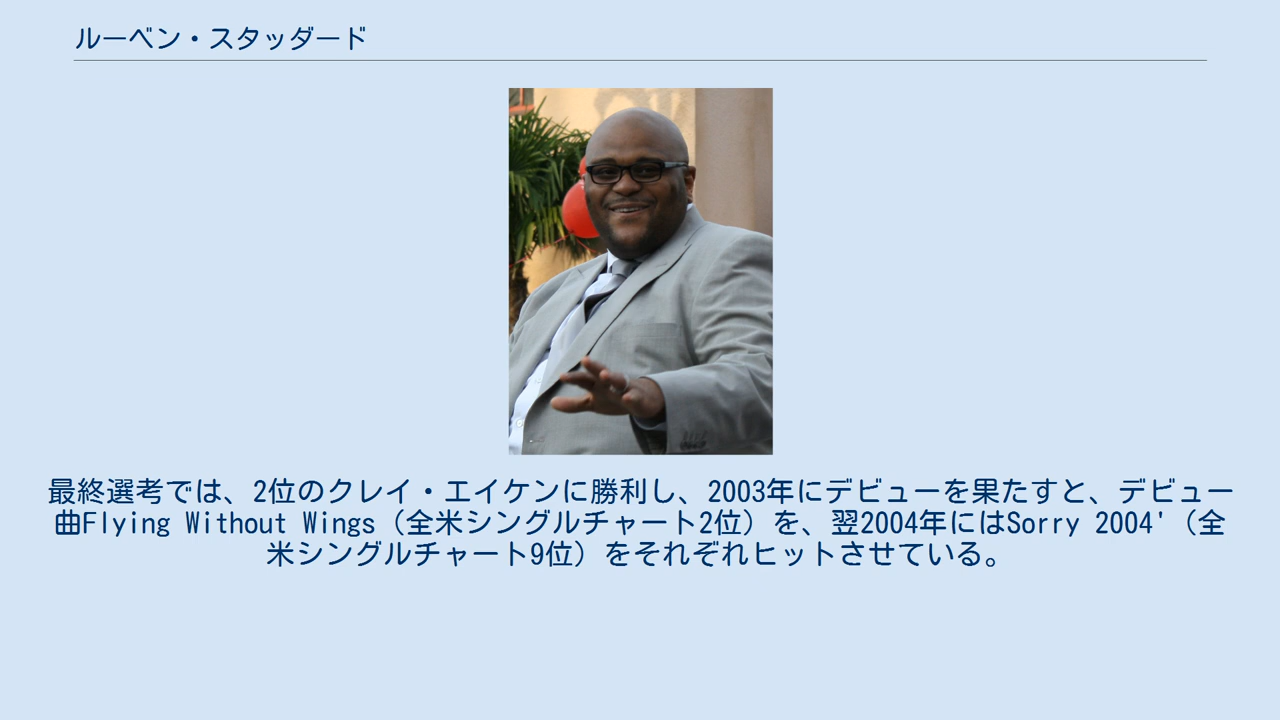 ルーベン・スタッダード
最終選考では、2位のクレイ・エイケンに勝利し、2003年にデビューを果たすと、デビュー
曲Flying Without Wings（全米シングルチャート2位）を、翌2004年にはSorry 2004'（全
米シングルチャート9位）をそれぞれヒットさせている。